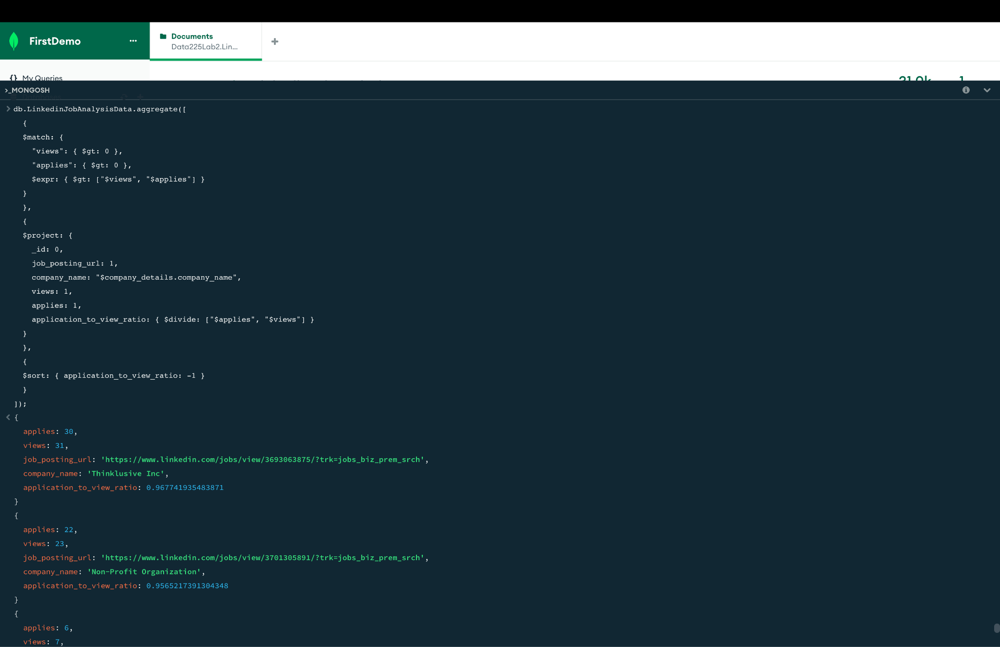 FirstDemo
...
Documents
Data225Lab2.Lin...
+
{} My Queries
21.0k 1
>_MONGOSH
> db.LinkedinJobAnalysisData.aggregate([
{
$match: {
"views": { $gt: 0 },
"applies": { $gt: 0 },
$expr: { $gt: ["$views", "$applies"] }
}
},
{
$project: {
_id: 0,
job_posting_url: 1,
company_name: "$company_details.company_name",
views: 1,
applies: 1,
application_to_view_ratio: { $divide: ["$applies", "$views"] }
}
},
{
$sort: { application_to_view_ratio: -1 }
}
]);
< {
applies: 30,
views: 31,
job_posting_url: 'https://www.linkedin.com/jobs/view/3693063875/?trk=jobs_biz_prem_srch',
company_name: 'Thinklusive Inc',
application_to_view_ratio: 0.967741935483871
}
{
applies: 22,
views: 23,
job_posting_url: 'https://www.linkedin.com/jobs/view/3701305891/?trk=jobs_biz_prem_srch',
company_name: 'Non-Profit Organization',
application_to_view_ratio: 0.9565217391304348
}
{
applies: 6,
views: 7,